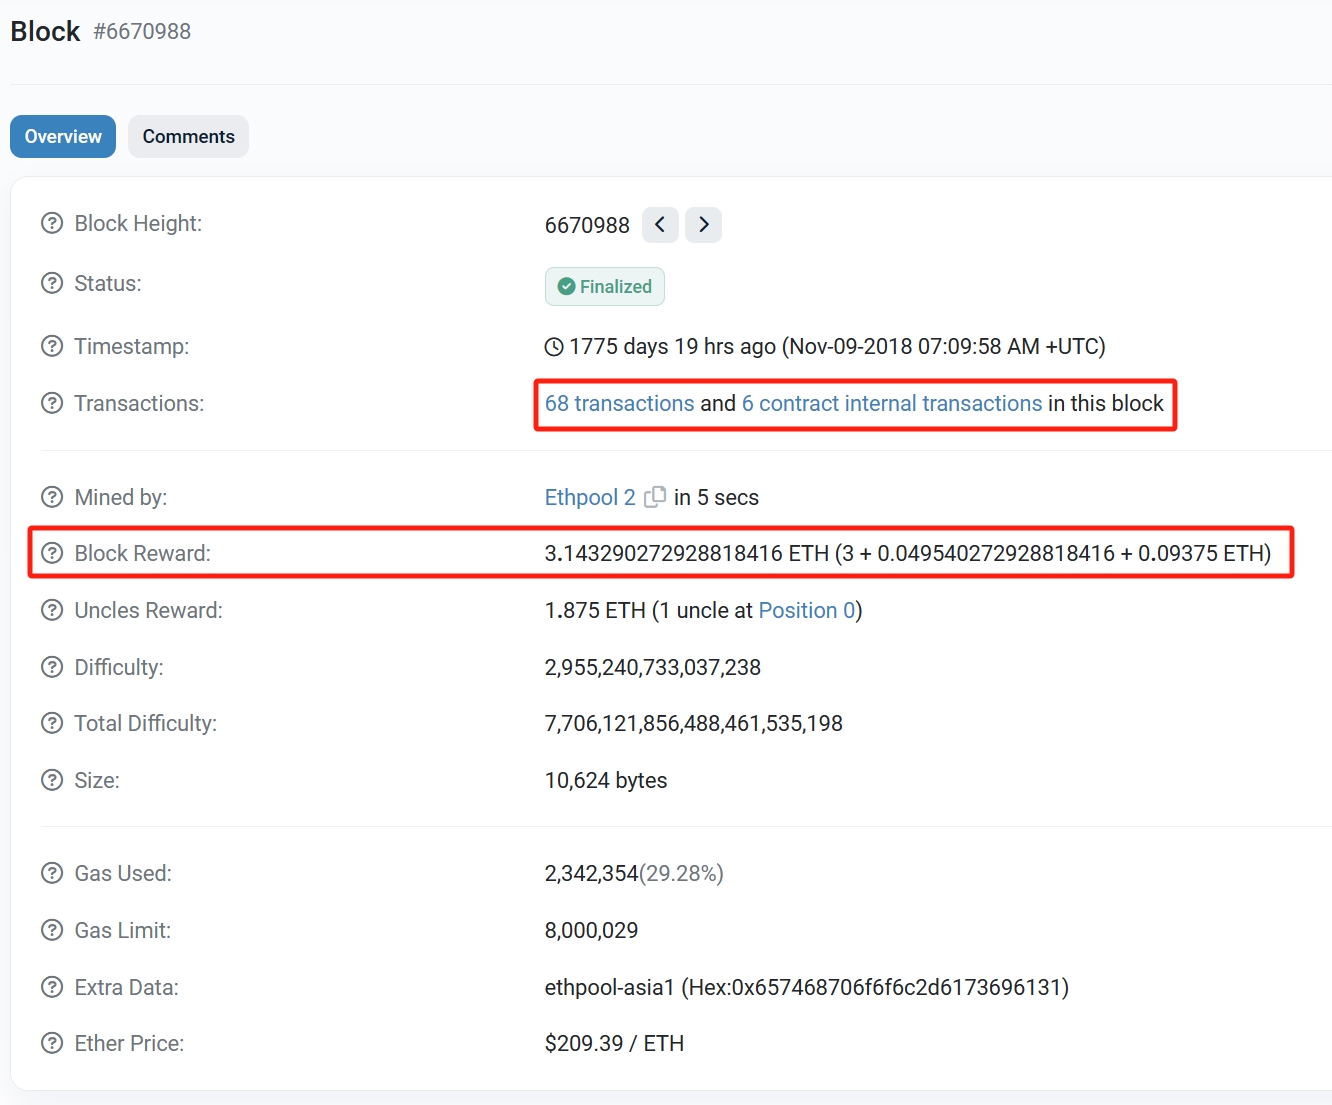 Block #6670988
Overview Comments
Block Height: 6670988
Status: Finalized
Timestamp: 1775 days 19 hrs ago (Nov-09-2018 07:09:58 AM +UTC)
Transactions: 68 transactions and 6 contract internal transactions in this block
Mined by: Ethpool 2 in 5 secs
Block Reward: 3.143290272928818416 ETH (3 + 0.049540272928818416 + 0.09375 ETH)
Uncles Reward: 1.875 ETH (1 uncle at Position 0)
Difficulty: 2,955,240,733,037,238
Total Difficulty: 7,706,121,856,488,461,535,198
Size: 10,624 bytes
Gas Used: 2,342,354(29.28%)
Gas Limit: 8,000,029
Extra Data: ethpool-asia1 (Hex:0x657468706f6f6c2d6173696131)
Ether Price: $209.39 / ETH